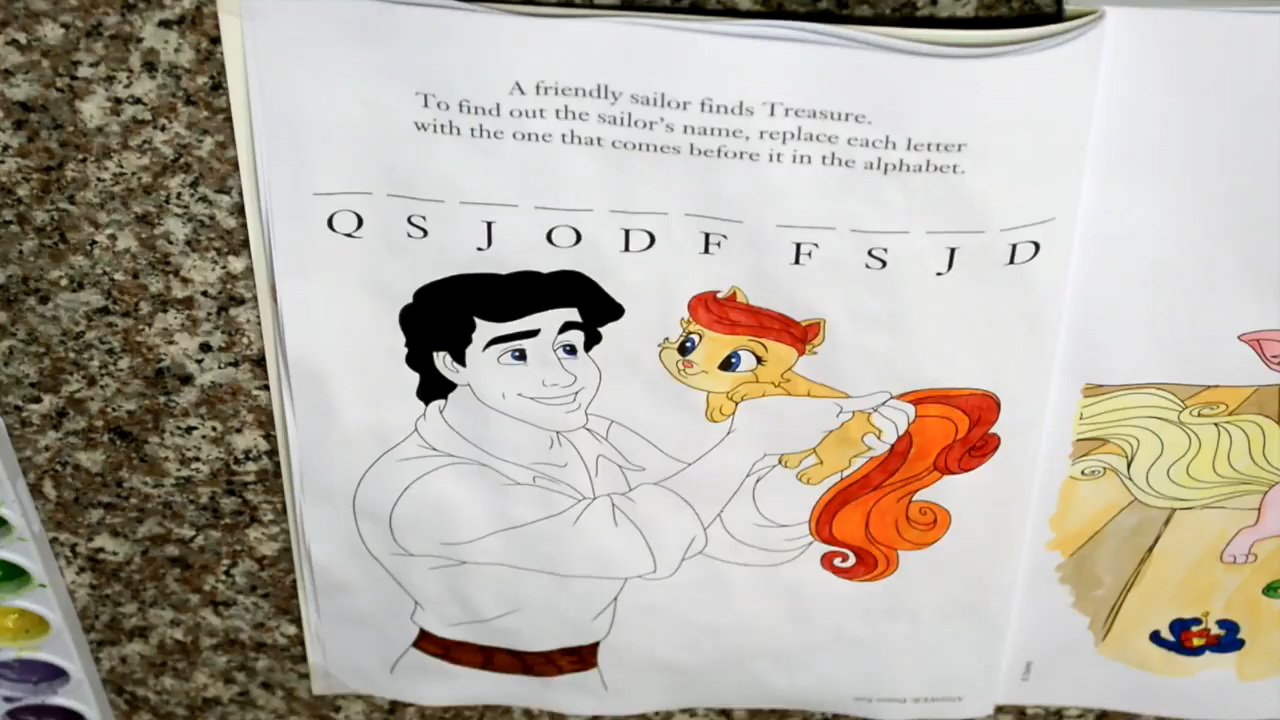 A friendly sailor finds Treasure.
To find out the sailor's name, replace each letter
with the one that comes before it in the alphabet.
Q S J O D F F S J D